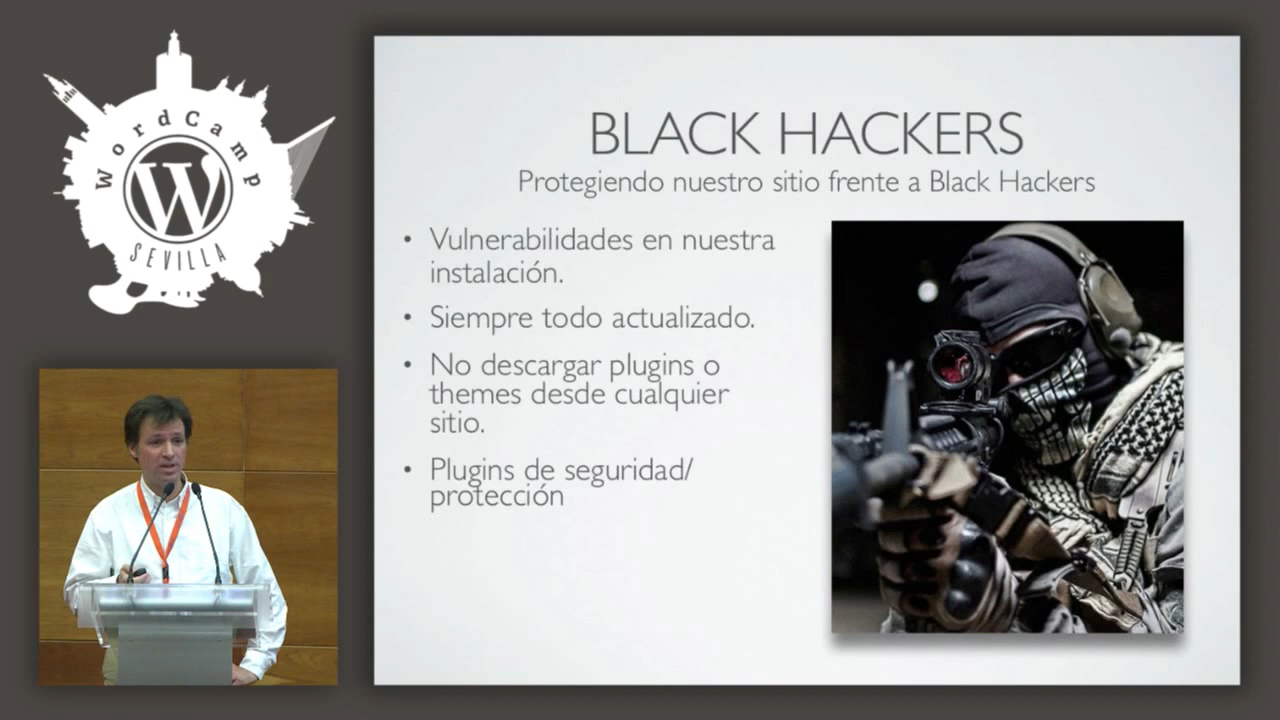 WordCamp
SEVILLA
BLACK HACKERS
Protegiendo nuestro sitio frente a Black Hackers
• Vulnerabilidades en nuestra
instalación.
• Siempre todo actualizado.
• No descargar plugins o
themes desde cualquier
sitio.
• Plugins de seguridad/
protección